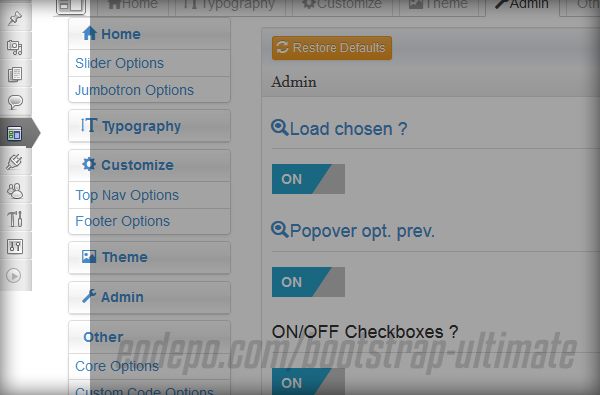 Home Typography Customize Theme Admin Oth
Home
Slider Options
Jumbotron Options
Typography
Customize
Top Nav Options
Footer Options
Theme
Admin
Other
Core Options
Custom Code Options
Restore Defaults
Admin
Load chosen ?
ON
Popover opt. prev.
ON
ON/OFF Checkboxes ?
ON
eodepo.com/bootstrap-ultimate